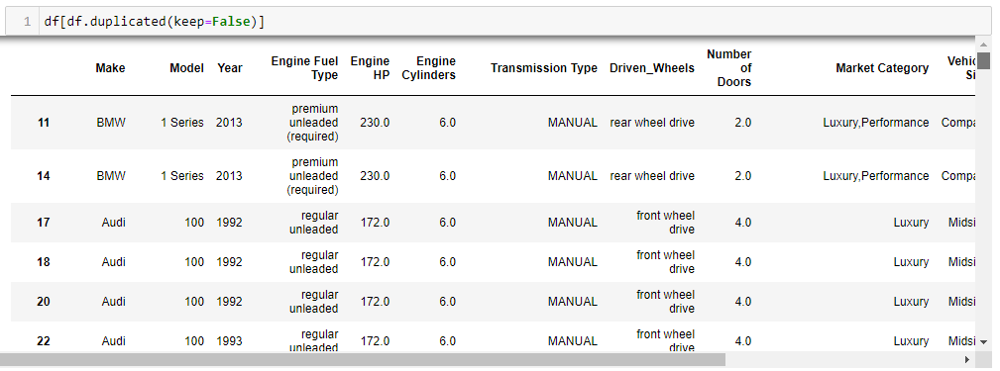 1 df[df.duplicated(keep=False)]
Make Model Year Engine Fuel Type Engine HP Engine Cylinders Transmission Type Driven_Wheels Number of Doors Market Category Vehic Si
11 BMW 1 Series 2013 premium unleaded (required) 230.0 6.0 MANUAL rear wheel drive 2.0 Luxury,Performance Compa
14 BMW 1 Series 2013 premium unleaded (required) 230.0 6.0 MANUAL rear wheel drive 2.0 Luxury,Performance Compa
17 Audi 100 1992 regular unleaded 172.0 6.0 MANUAL front wheel drive 4.0 Luxury Midsi
18 Audi 100 1992 regular unleaded 172.0 6.0 MANUAL front wheel drive 4.0 Luxury Midsi
20 Audi 100 1992 regular unleaded 172.0 6.0 MANUAL front wheel drive 4.0 Luxury Midsi
22 Audi 100 1993 regular unleaded 172.0 6.0 MANUAL front wheel drive 4.0 Luxury Midsi